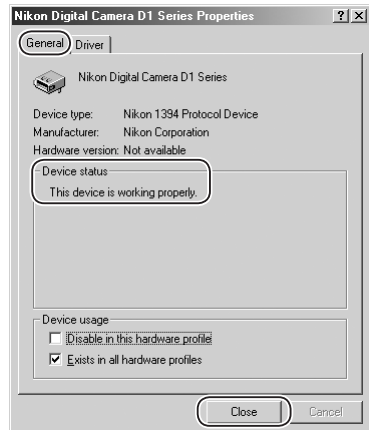 Nikon Digital Camera D1 Series Properties
General Driver
Nikon Digital Camera D1 Series
Device type: Nikon 1394 Protocol Device
Manufacturer: Nikon Corporation
Hardware version: Not available
Device status
This device is working properly.
Device usage
Disable in this hardware profile
Exists in all hardware profiles
Close Cancel